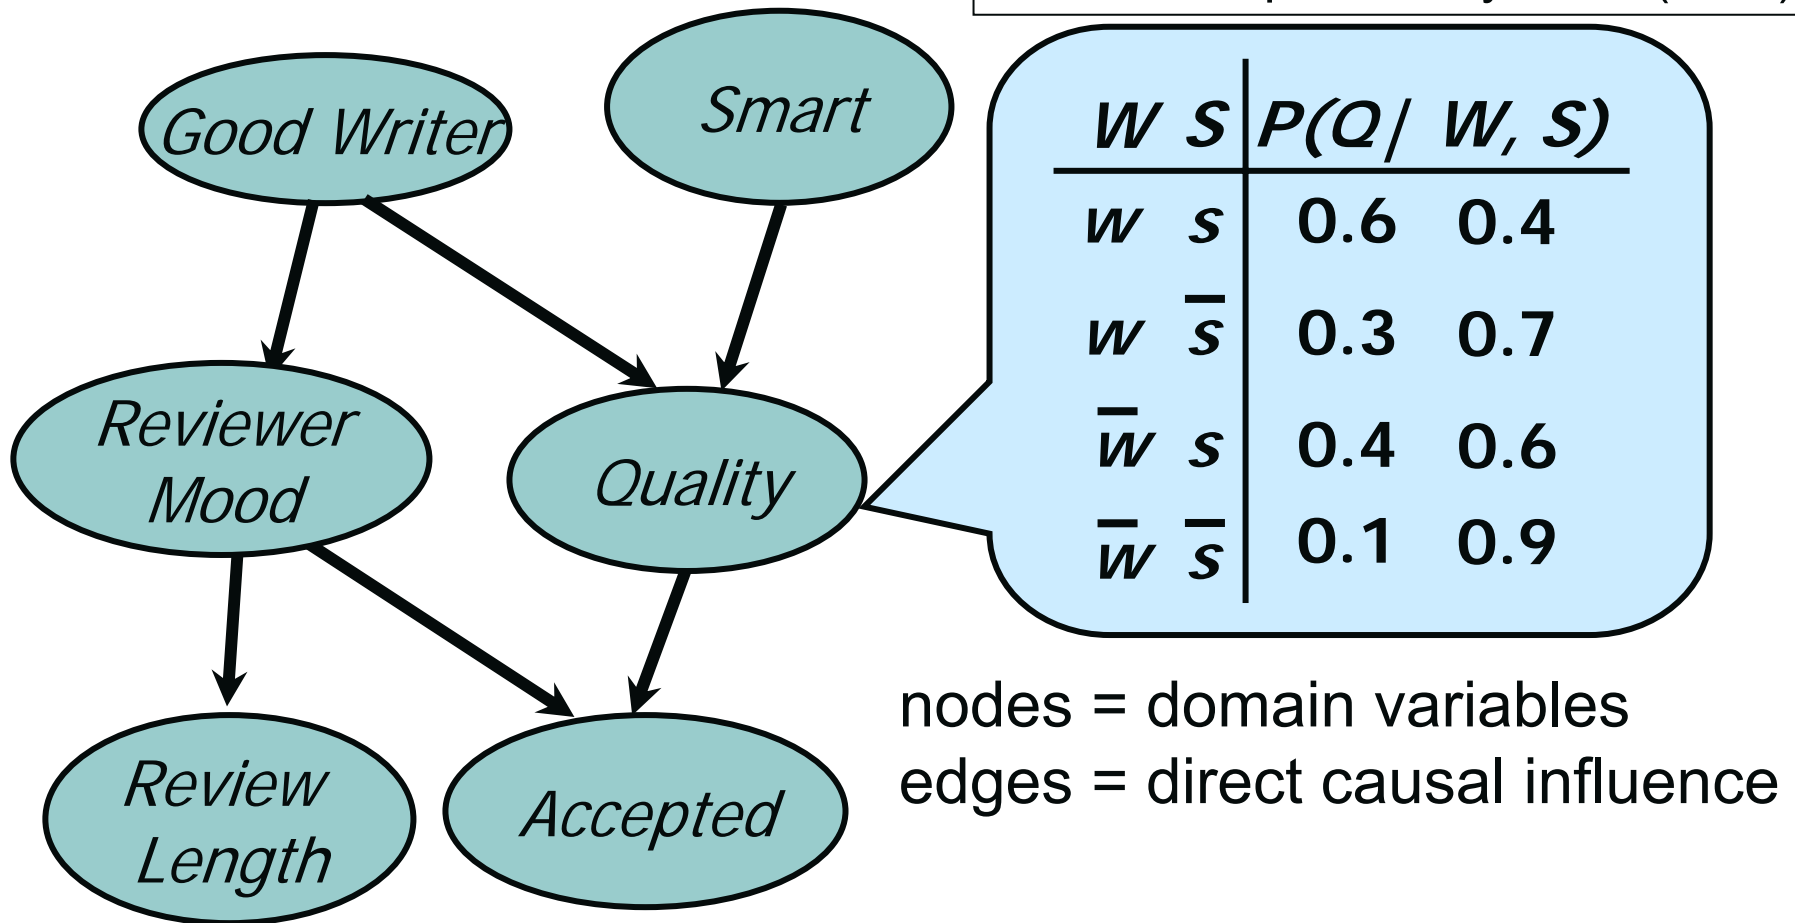 Good Writer
Smart
Reviewer
Mood
Quality
Review
Length
Accepted
W S P(Q| W, S)
w s 0.6 0.4
w s̅ 0.3 0.7
w̅ s 0.4 0.6
w̅ s̅ 0.1 0.9
nodes = domain variables
edges = direct causal influence